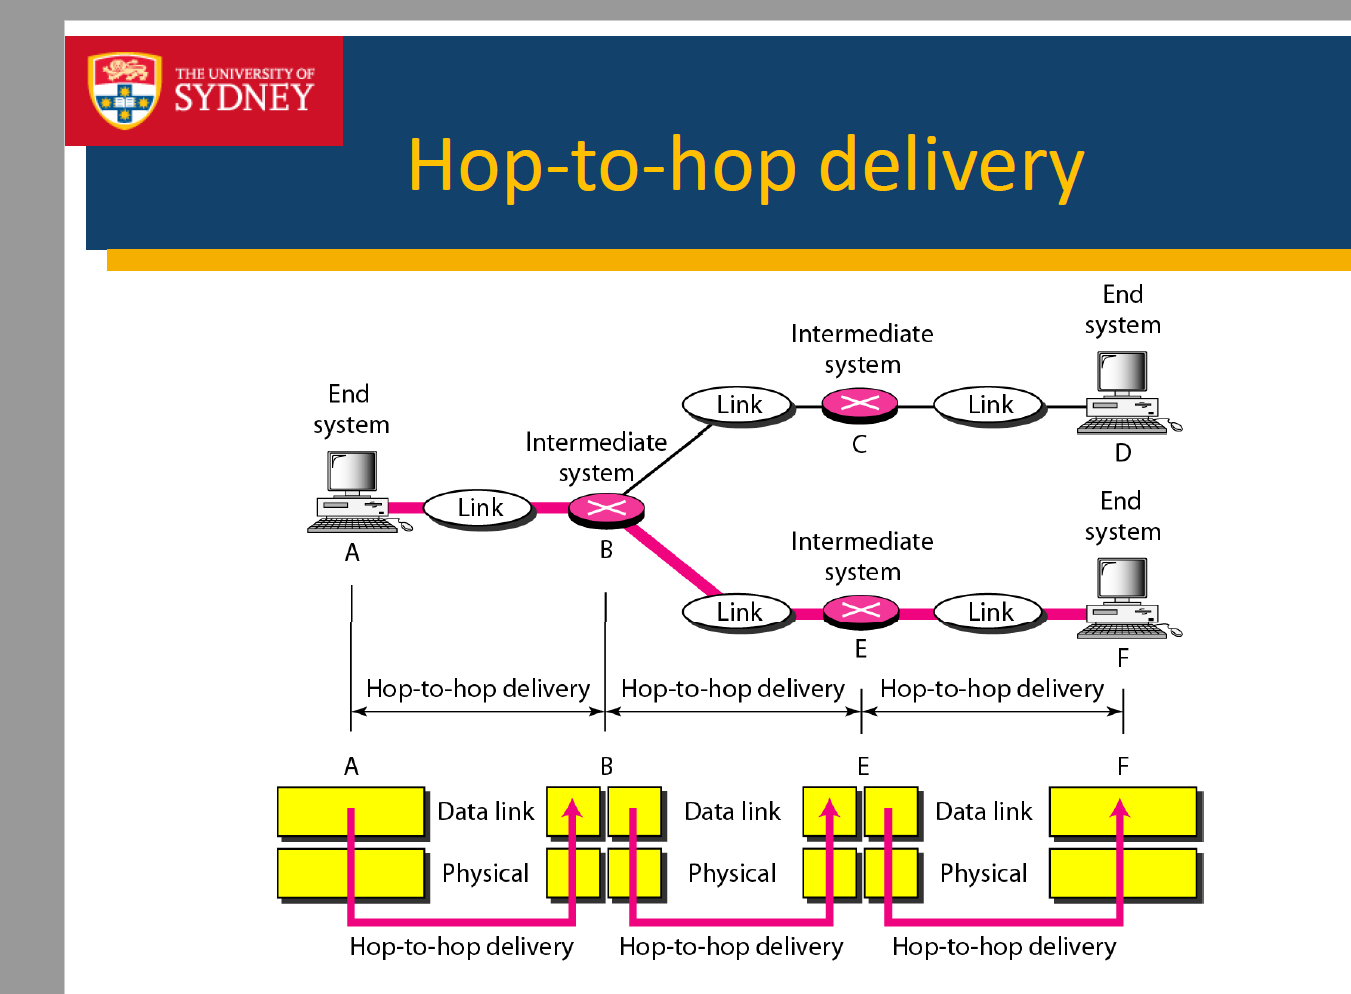 THE UNIVERSITY OF
SYDNEY
Hop-to-hop delivery
End
system
Intermediate
system
Link
Link
C
D
End
system
Intermediate
system
Link
A
B
End
system
Intermediate
system
Link
Link
E
F
Hop-to-hop delivery Hop-to-hop delivery Hop-to-hop delivery
A B E F
Data link Data link Data link
Physical Physical Physical
Hop-to-hop delivery Hop-to-hop delivery Hop-to-hop delivery